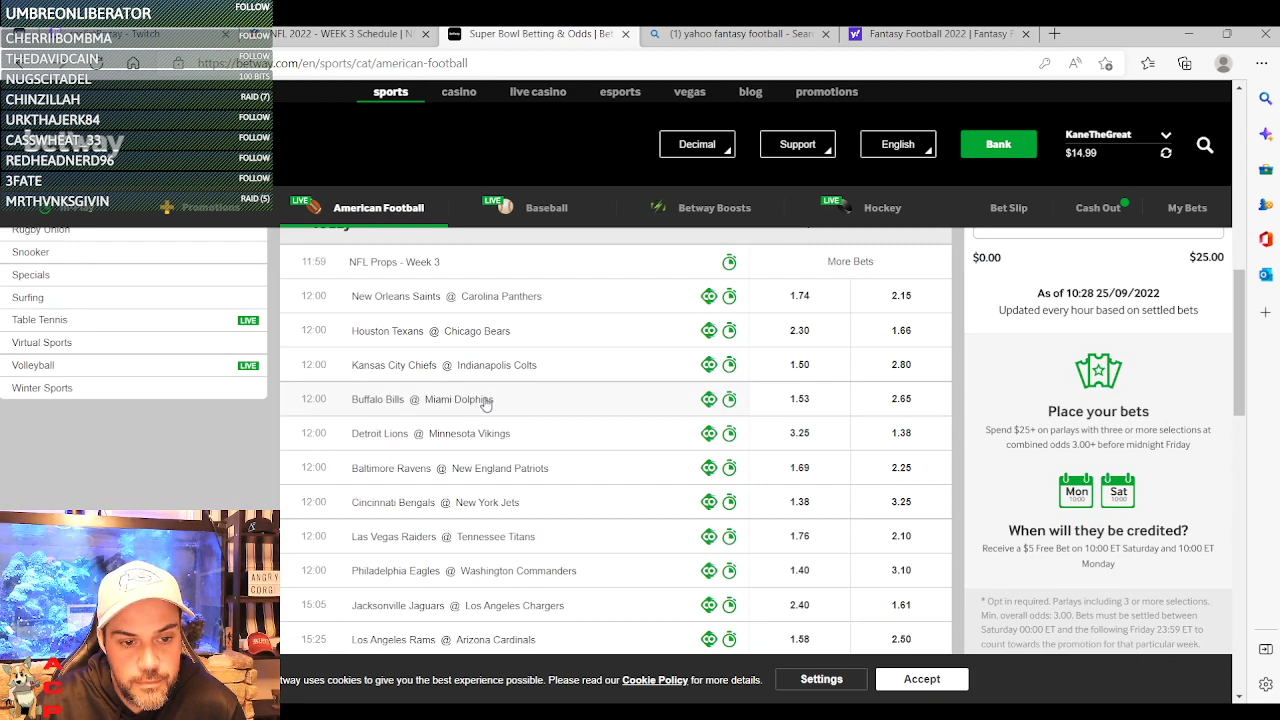 UMBREONLIBERATOR FOLLOW
CHERRIIBOMBMA FOLLOW
THEDAVIDCAIN FOLLOW
NUGSCITADEL 100 BITS
CHINZILLAH RAID (7)
URKTHAJERK84 FOLLOW
CASSWHEAT_33 FOLLOW
REDHEADNERD96 FOLLOW
3FATE FOLLOW
MRTHVNKSGIVIN RAID (5)
- Twitch
NFL 2022 - WEEK 3 Schedule | N
Super Bowl Betting & Odds | Bet
(1) yahoo fantasy football - Sear
Fantasy Football 2022 | Fantasy F
https://betway.com/en/sports/cat/american-football
sports casino live casino esports vegas blog promotions
betway
Decimal Support English Bank KaneTheGreat
$14.99
Promotions LIVE American Football LIVE Baseball Betway Boosts LIVE Hockey Bet Slip Cash Out My Bets
Rugby Union
Snooker
Specials
Surfing
Table Tennis LIVE
Virtual Sports
Volleyball LIVE
Winter Sports
Today
11:59 NFL Props - Week 3 More Bets
12:00 New Orleans Saints @ Carolina Panthers 1.74 2.15
12:00 Houston Texans @ Chicago Bears 2.30 1.66
12:00 Kansas City Chiefs @ Indianapolis Colts 1.50 2.80
12:00 Buffalo Bills @ Miami Dolphins 1.53 2.65
12:00 Detroit Lions @ Minnesota Vikings 3.25 1.38
12:00 Baltimore Ravens @ New England Patriots 1.69 2.25
12:00 Cincinnati Bengals @ New York Jets 1.38 3.25
12:00 Las Vegas Raiders @ Tennessee Titans 1.76 2.10
12:00 Philadelphia Eagles @ Washington Commanders 1.40 3.10
15:05 Jacksonville Jaguars @ Los Angeles Chargers 2.40 1.61
15:25 Los Angeles Rams @ Arizona Cardinals 1.58 2.50
$0.00 $25.00
As of 10:28 25/09/2022
Updated every hour based on settled bets
Place your bets
Spend $25+ on parlays with three or more selections at
combined odds 3.00+ before midnight Friday
Mon
10:00
Sat
10:00
When will they be credited?
Receive a $5 Free Bet on 10:00 ET Saturday and 10:00 ET
Monday
* Opt in required. Parlays including 3 or more selections.
Min. overall odds: 3.00. Bets must be settled between
Saturday 00:00 ET and the following Friday 23:59 ET to
count towards the promotion for that particular week.
tway uses cookies to give you the best experience possible. Please read our Cookie Policy for more details. Settings Accept